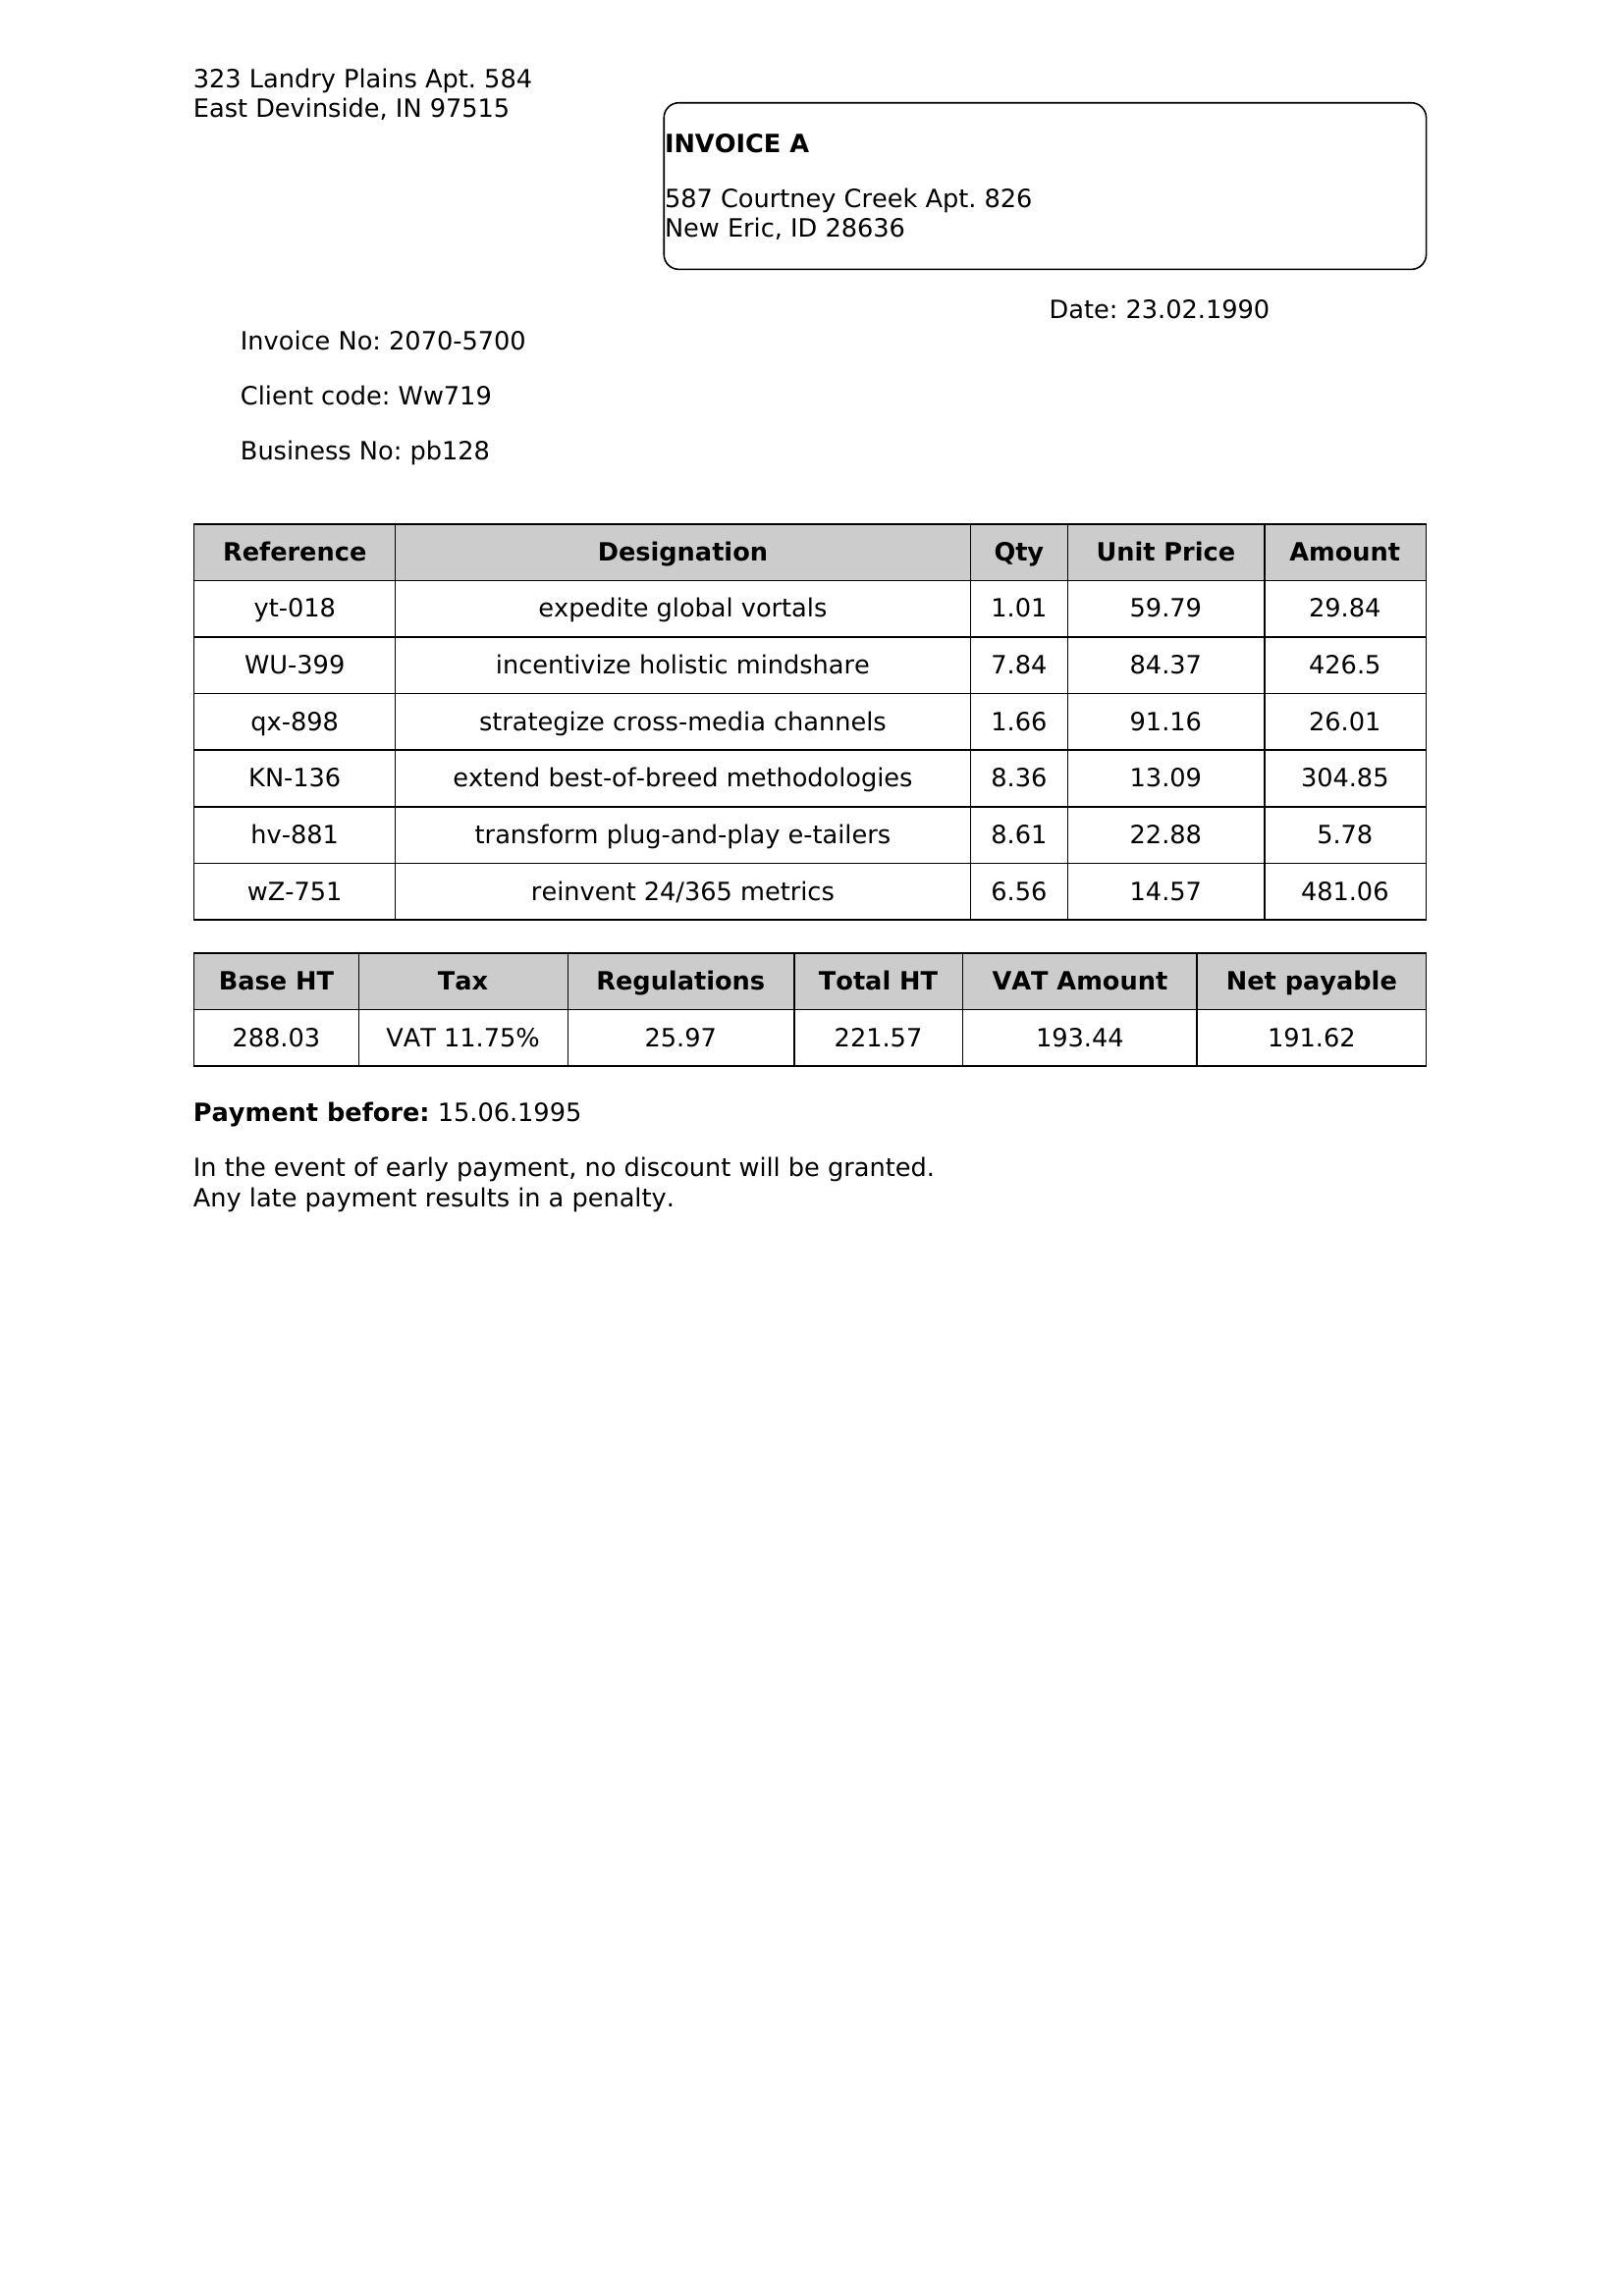 323 Landry Plains Apt. 584
East Devinside, IN 97515
INVOICE A
587 Courtney Creek Apt. 826
New Eric, ID 28636
Date: 23.02.1990
Invoice No: 2070-5700
Client code: Ww719
Business No: pb128
Reference Designation Qty Unit Price Amount
yt-018 expedite global vortals 1.01 59.79 29.84
WU-399 incentivize holistic mindshare 7.84 84.37 426.5
qx-898 strategize cross-media channels 1.66 91.16 26.01
KN-136 extend best-of-breed methodologies 8.36 13.09 304.85
hv-881 transform plug-and-play e-tailers 8.61 22.88 5.78
wZ-751 reinvent 24/365 metrics 6.56 14.57 481.06
Base HT Tax Regulations Total HT VAT Amount Net payable
288.03 VAT 11.75% 25.97 221.57 193.44 191.62
Payment before: 15.06.1995
In the event of early payment, no discount will be granted.
Any late payment results in a penalty.